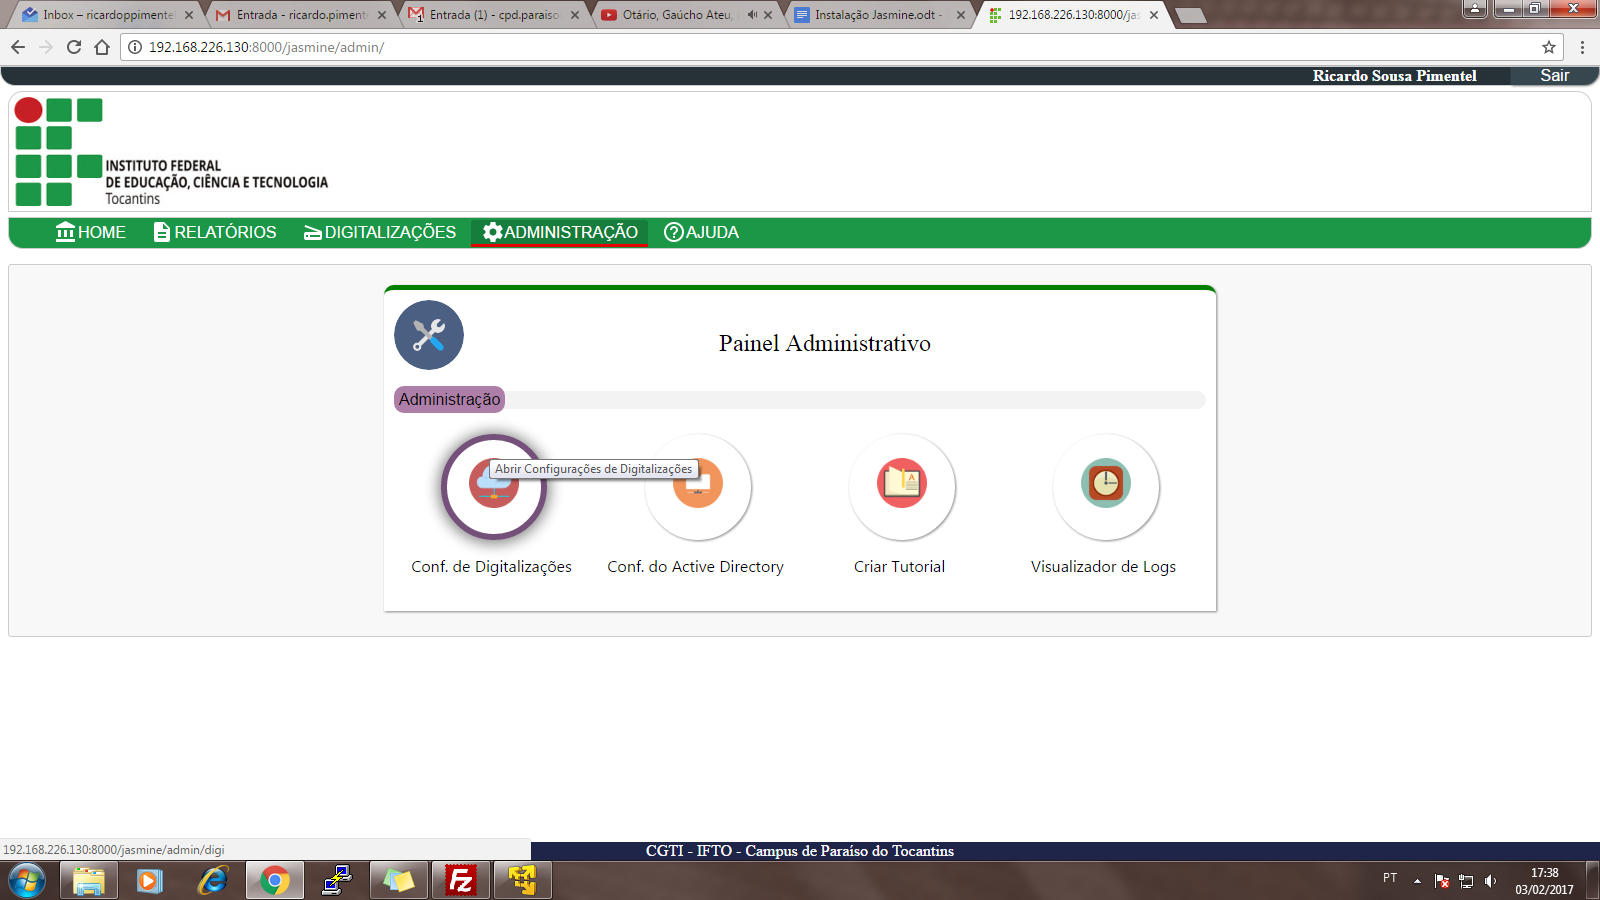 Inbox – ricardoppimente
Entrada - ricardo.piment
Entrada (1) - cpd.paraiso
Otário, Gaúcho Ateu,
Instalação Jasmine.odt -
192.168.226.130:8000/jas
192.168.226.130:8000/jasmine/admin/
Ricardo Sousa Pimentel
Sair
INSTITUTO FEDERAL
DE EDUCAÇÃO, CIÊNCIA E TECNOLOGIA
Tocantins
HOME
RELATÓRIOS
DIGITALIZAÇÕES
ADMINISTRAÇÃO
AJUDA
Painel Administrativo
Administração
Abrir Configurações de Digitalizações
Conf. de Digitalizações
Conf. do Active Directory
Criar Tutorial
Visualizador de Logs
192.168.226.130:8000/jasmine/admin/digi
CGTI - IFTO - Campus de Paraíso do Tocantins
PT
17:38
03/02/2017